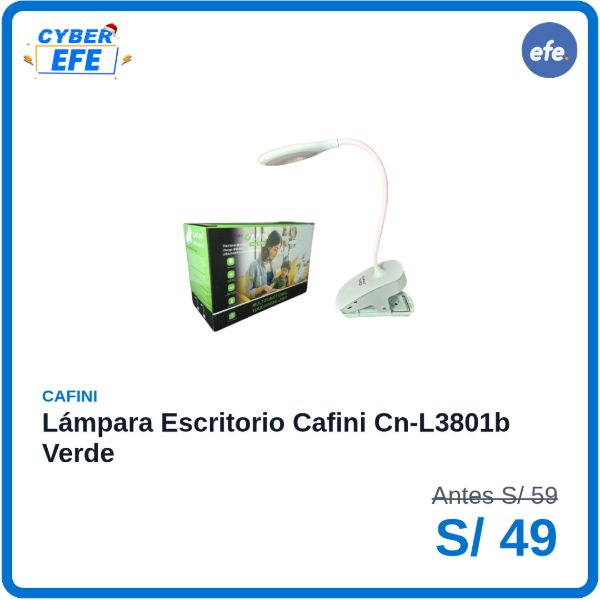 CYBER
EFE
efe.
CAFINI
Lámpara Escritorio Cafini Cn-L3801b
Verde
Antes S/ 59
S/ 49